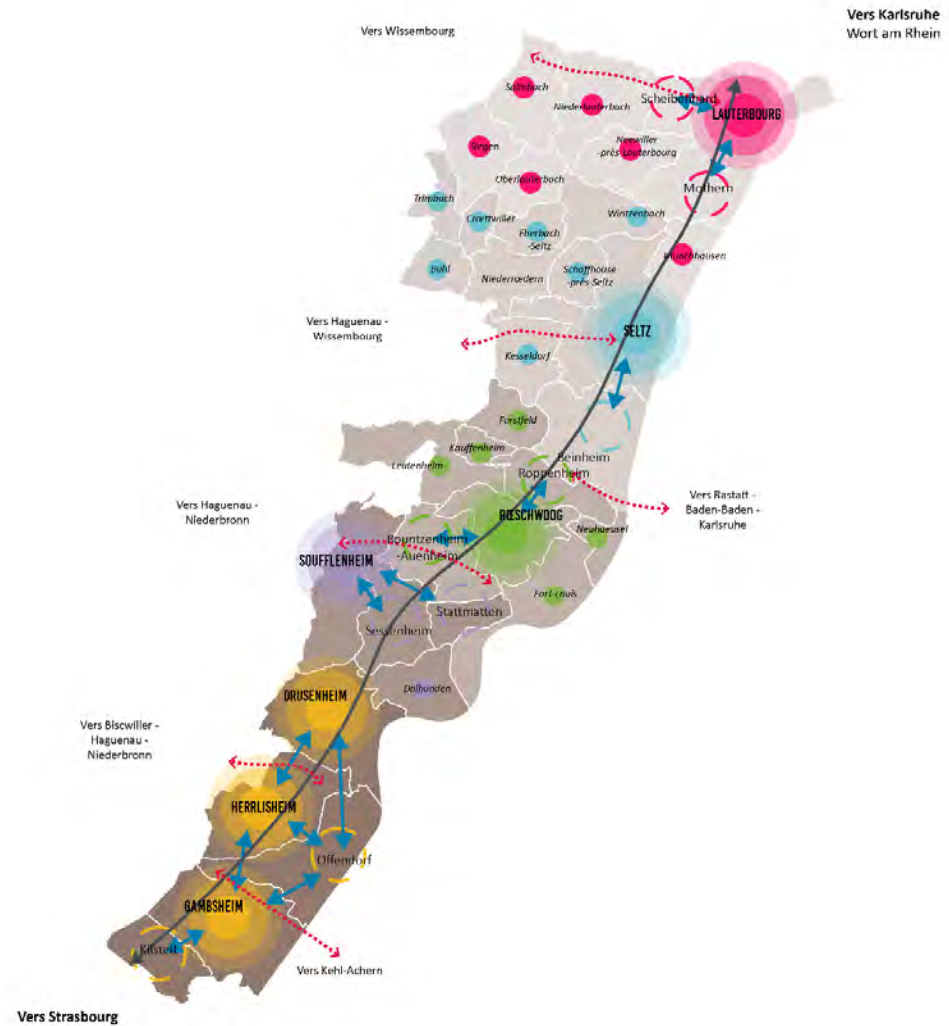 Vers Karlsruhe
Wort am Rhein
Vers Wissembourg
Salmbach
Niederlauterbach
Scheibenhard
LAUTERBOURG
Siegen
Neewiller
-près-Lauterbourg
Oberlauterbach
Mothern
Trimbach
Crœttwiller
Eberbach
-Seltz
Wintzenbach
Munchhausen
Buhl
Niederrœdern
Schaffhouse
-près-Seltz
Vers Haguenau -
Wissembourg
SELTZ
Kesseldorf
Forstfeld
Kauffenheim
Leutenheim
Beinheim
Roppenheim
Vers Rastatt -
Baden-Baden -
Karlsruhe
Vers Haguenau -
Niederbronn
RŒSCHWOOG
Neuhaeusel
Rountzenheim
-Auenheim
SOUFFLENHEIM
Fort-Louis
Stattmatten
Sessenheim
Dalhunden
DRUSENHEIM
Vers Biscwiller -
Haguenau -
Niederbronn
HERRLISHEIM
Offendorf
GAMBSHEIM
Kilstett
Vers Kehl-Achern
Vers Strasbourg